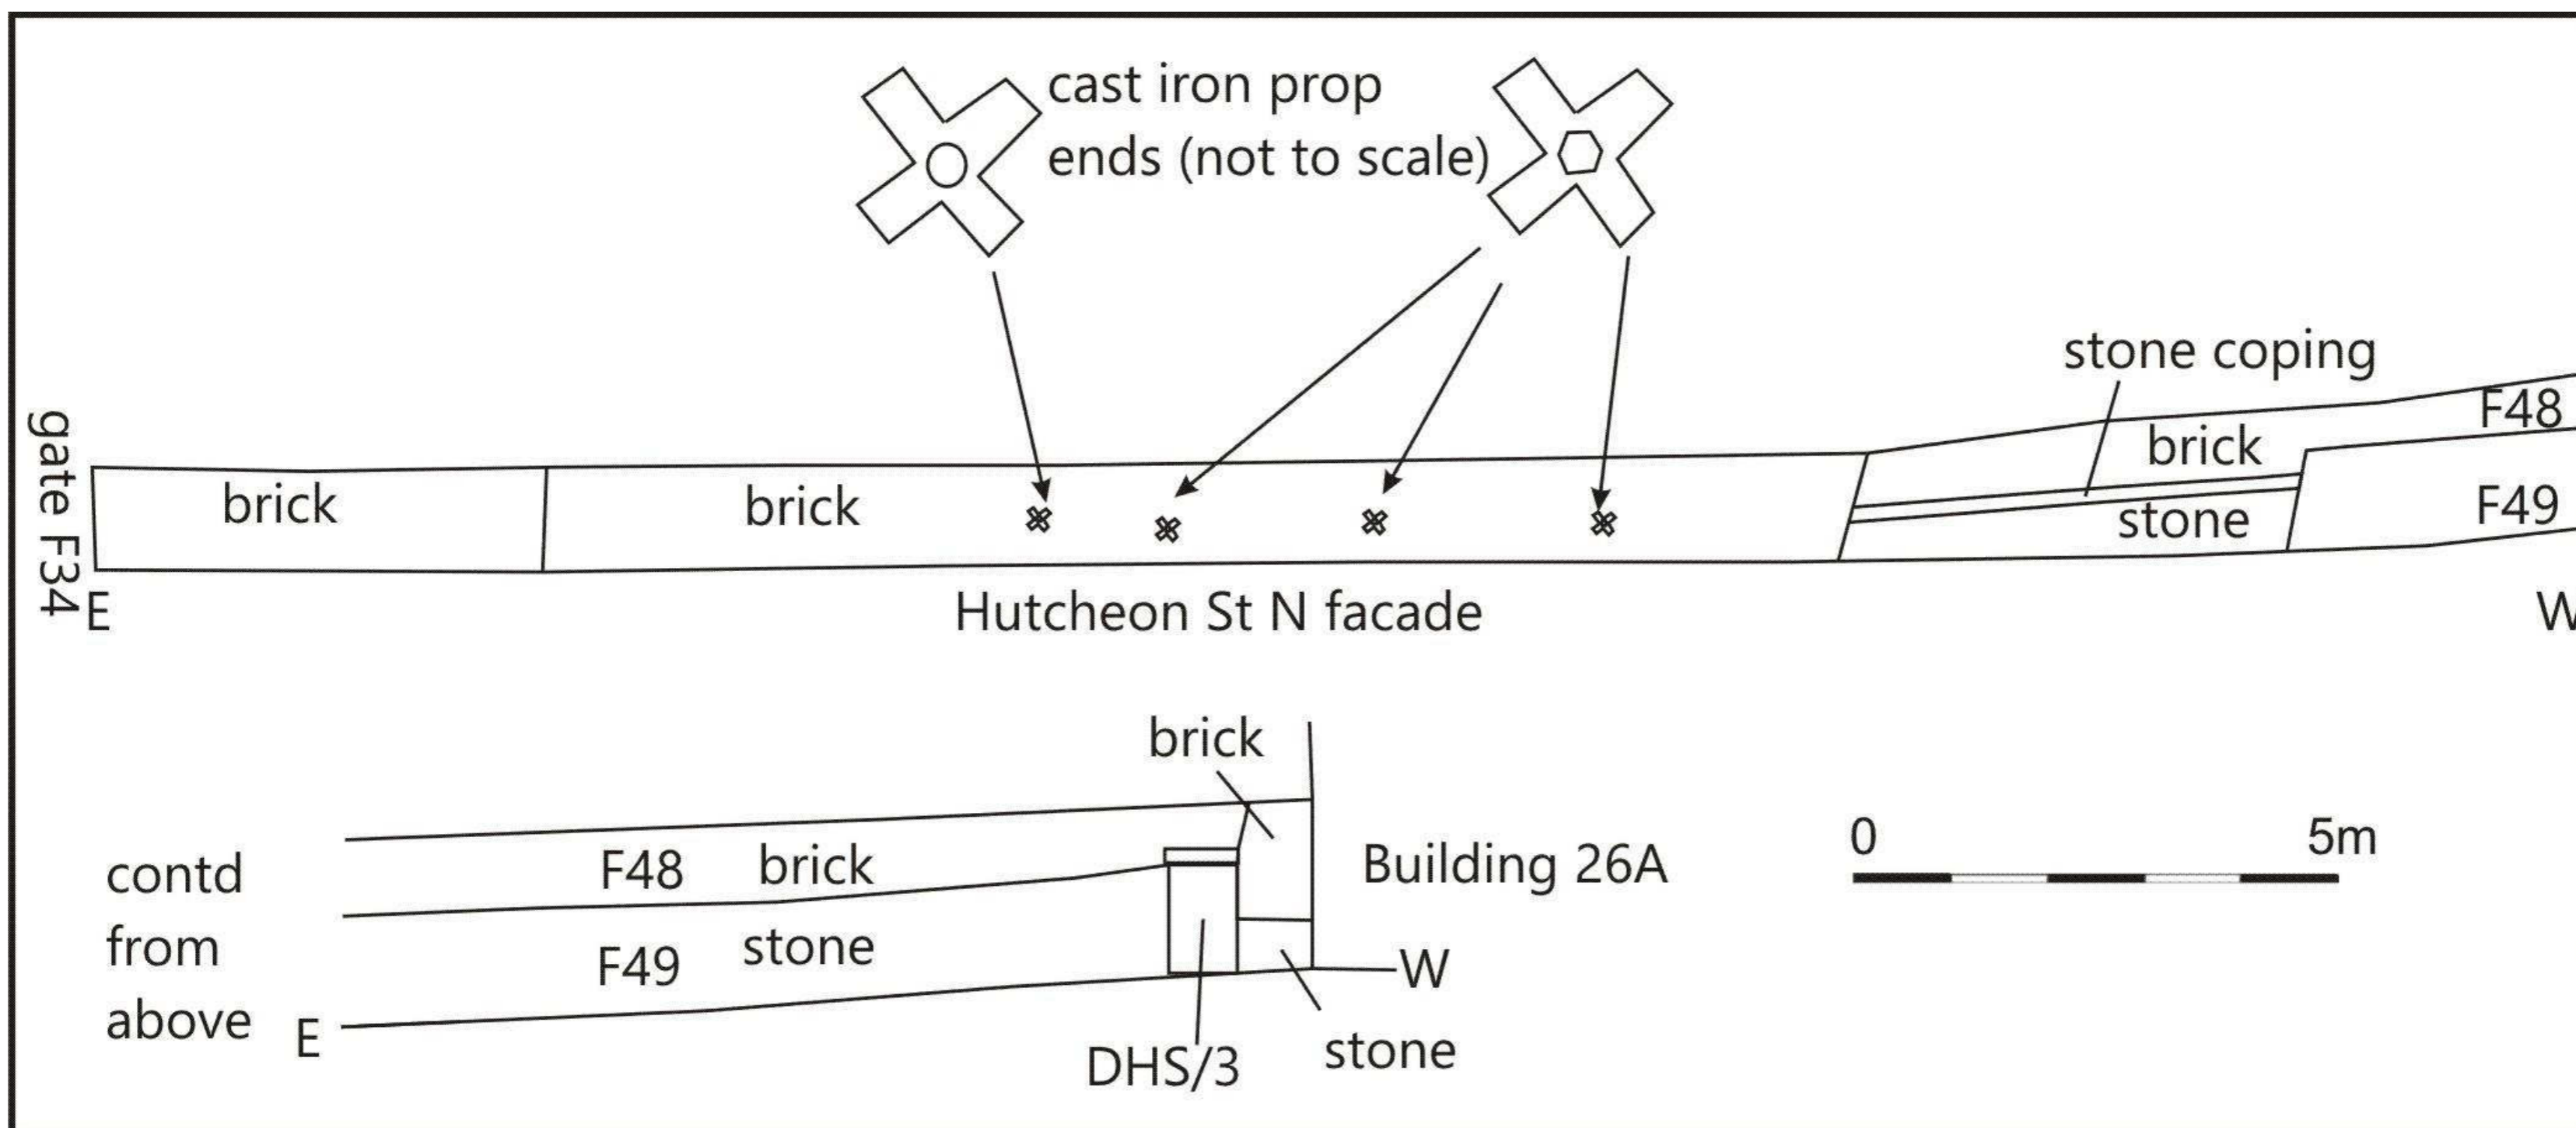 cast iron prop
ends (not to scale)
stone coping
gate F34
brick
brick
brick
F48
stone
F49
E
Hutcheon St N facade
W
brick
contd
from
above
F48
brick
F49
stone
E
Building 26A
W
DHS/3
stone
0
5m